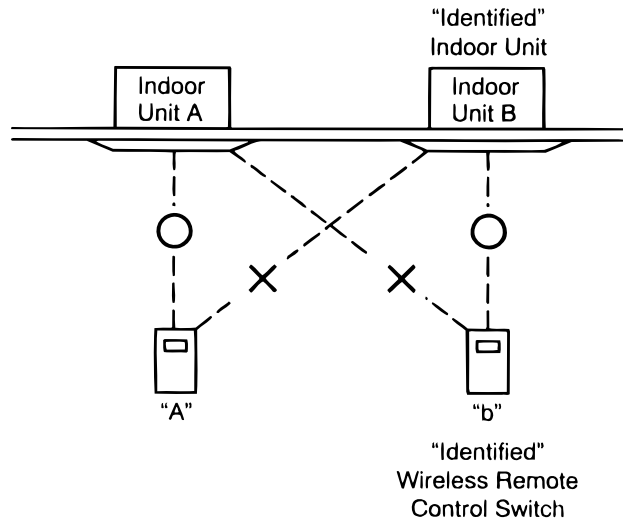 “Identified”
Indoor Unit
Indoor
Unit A
Indoor
Unit B
“A”
“b”
“Identified”
Wireless Remote
Control Switch